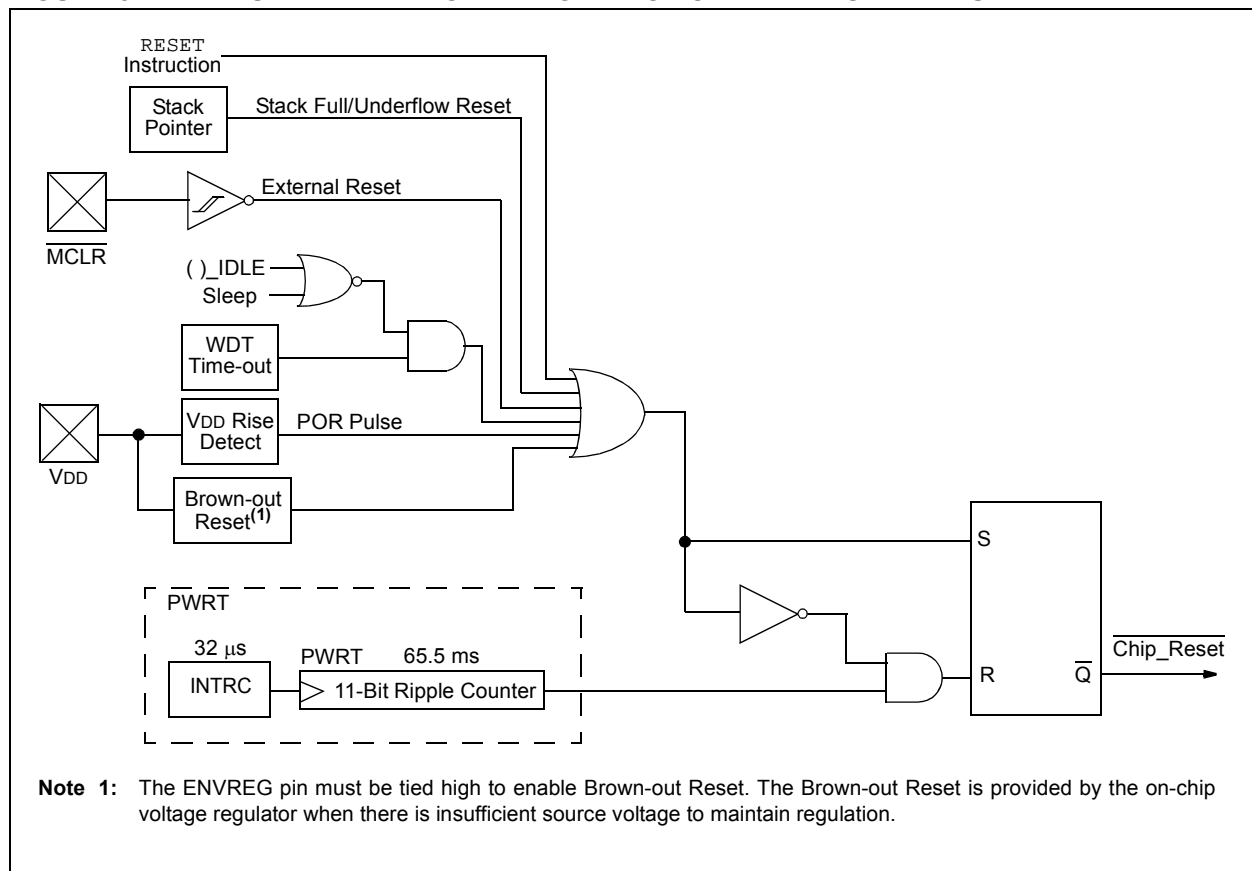 RESET
Instruction
Stack
Pointer
Stack Full/Underflow Reset
External Reset
MCLR
( )_IDLE
Sleep
WDT
Time-out
VDD Rise
Detect
POR Pulse
VDD
Brown-out
Reset(1)
S
PWRT
32 μs
PWRT 65.5 ms
INTRC
11-Bit Ripple Counter
R
Q
Chip_Reset
Note 1: The ENVREG pin must be tied high to enable Brown-out Reset. The Brown-out Reset is provided by the on-chip
voltage regulator when there is insufficient source voltage to maintain regulation.